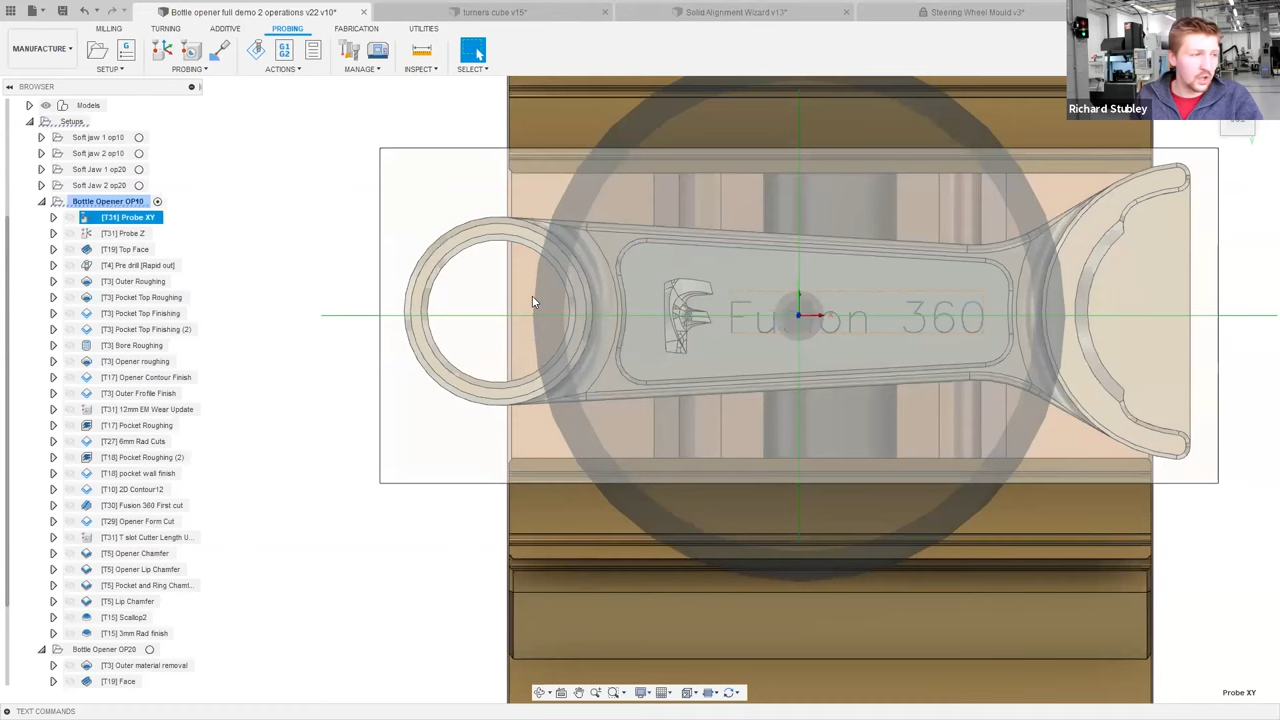 Bottle opener full demo 2 operations v22 v10*
turners cube v15*
Solid Alignment Wizard v13*
Steering Wheel Mould v3*
MILLING
TURNING
ADDITIVE
PROBING
FABRICATION
UTILITIES
MANUFACTURE
G1
G2
SETUP
PROBING
ACTIONS
MANAGE
INSPECT
SELECT
Richard Stubley
BROWSER
Models
Setups
Soft jaw 1 op10
Soft jaw 2 op10
Soft Jaw 1 op20
Soft Jaw 2 op20
Bottle Opener OP10
[T31] Probe XY
[T31] Probe Z
[T19] Top Face
[T4] Pre drill [Rapid out]
[T3] Outer Roughing
[T3] Pocket Top Roughing
[T3] Pocket Top Finishing
[T3] Pocket Top Finishing (2)
[T3] Bore Roughing
[T3] Opener roughing
[T17] Opener Contour Finish
[T3] Outer Frofile Finish
[T31] 12mm EM Wear Update
[T17] Pocket Roughing
[T27] 6mm Rad Cuts
[T18] Pocket Roughing (2)
[T18] pocket wall finish
[T10] 2D Contour12
[T30] Fusion 360 First cut
[T29] Opener Form Cut
[T31] T slot Cutter Length U...
[T5] Opener Chamfer
[T5] Opener Lip Chamfer
[T5] Pocket and Ring Chamf...
[T5] Lip Chamfer
[T15] Scallop2
[T15] 3mm Rad finish
Bottle Opener OP20
[T3] Outer material removal
[T19] Face
Fusion 360
Probe XY
TEXT COMMANDS